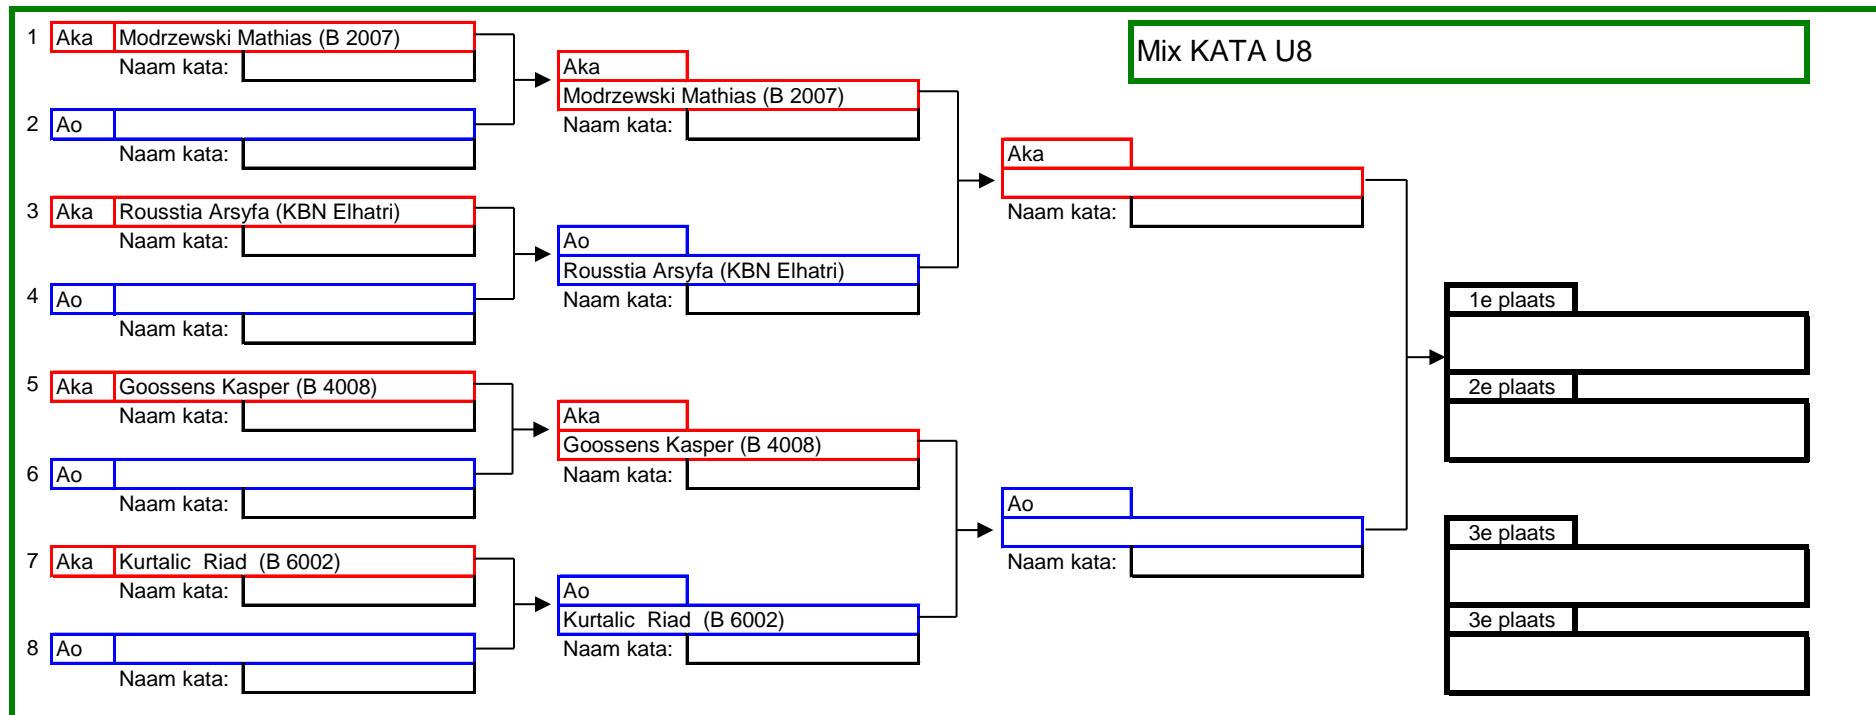 Mix KATA U8
1 Aka Modrzewski Mathias (B 2007)
Naam kata:
2 Ao
Naam kata:
3 Aka Rousstia Arsyfa (KBN Elhatri)
Naam kata:
4 Ao
Naam kata:
5 Aka Goossens Kasper (B 4008)
Naam kata:
6 Ao
Naam kata:
7 Aka Kurtalic  Riad  (B 6002)
Naam kata:
8 Ao
Naam kata:
Aka
Modrzewski Mathias (B 2007)
Naam kata:
Ao
Rousstia Arsyfa (KBN Elhatri)
Naam kata:
Aka
Goossens Kasper (B 4008)
Naam kata:
Ao
Kurtalic  Riad  (B 6002)
Naam kata:
Aka
Naam kata:
Ao
Naam kata:
1e plaats
2e plaats
3e plaats
3e plaats